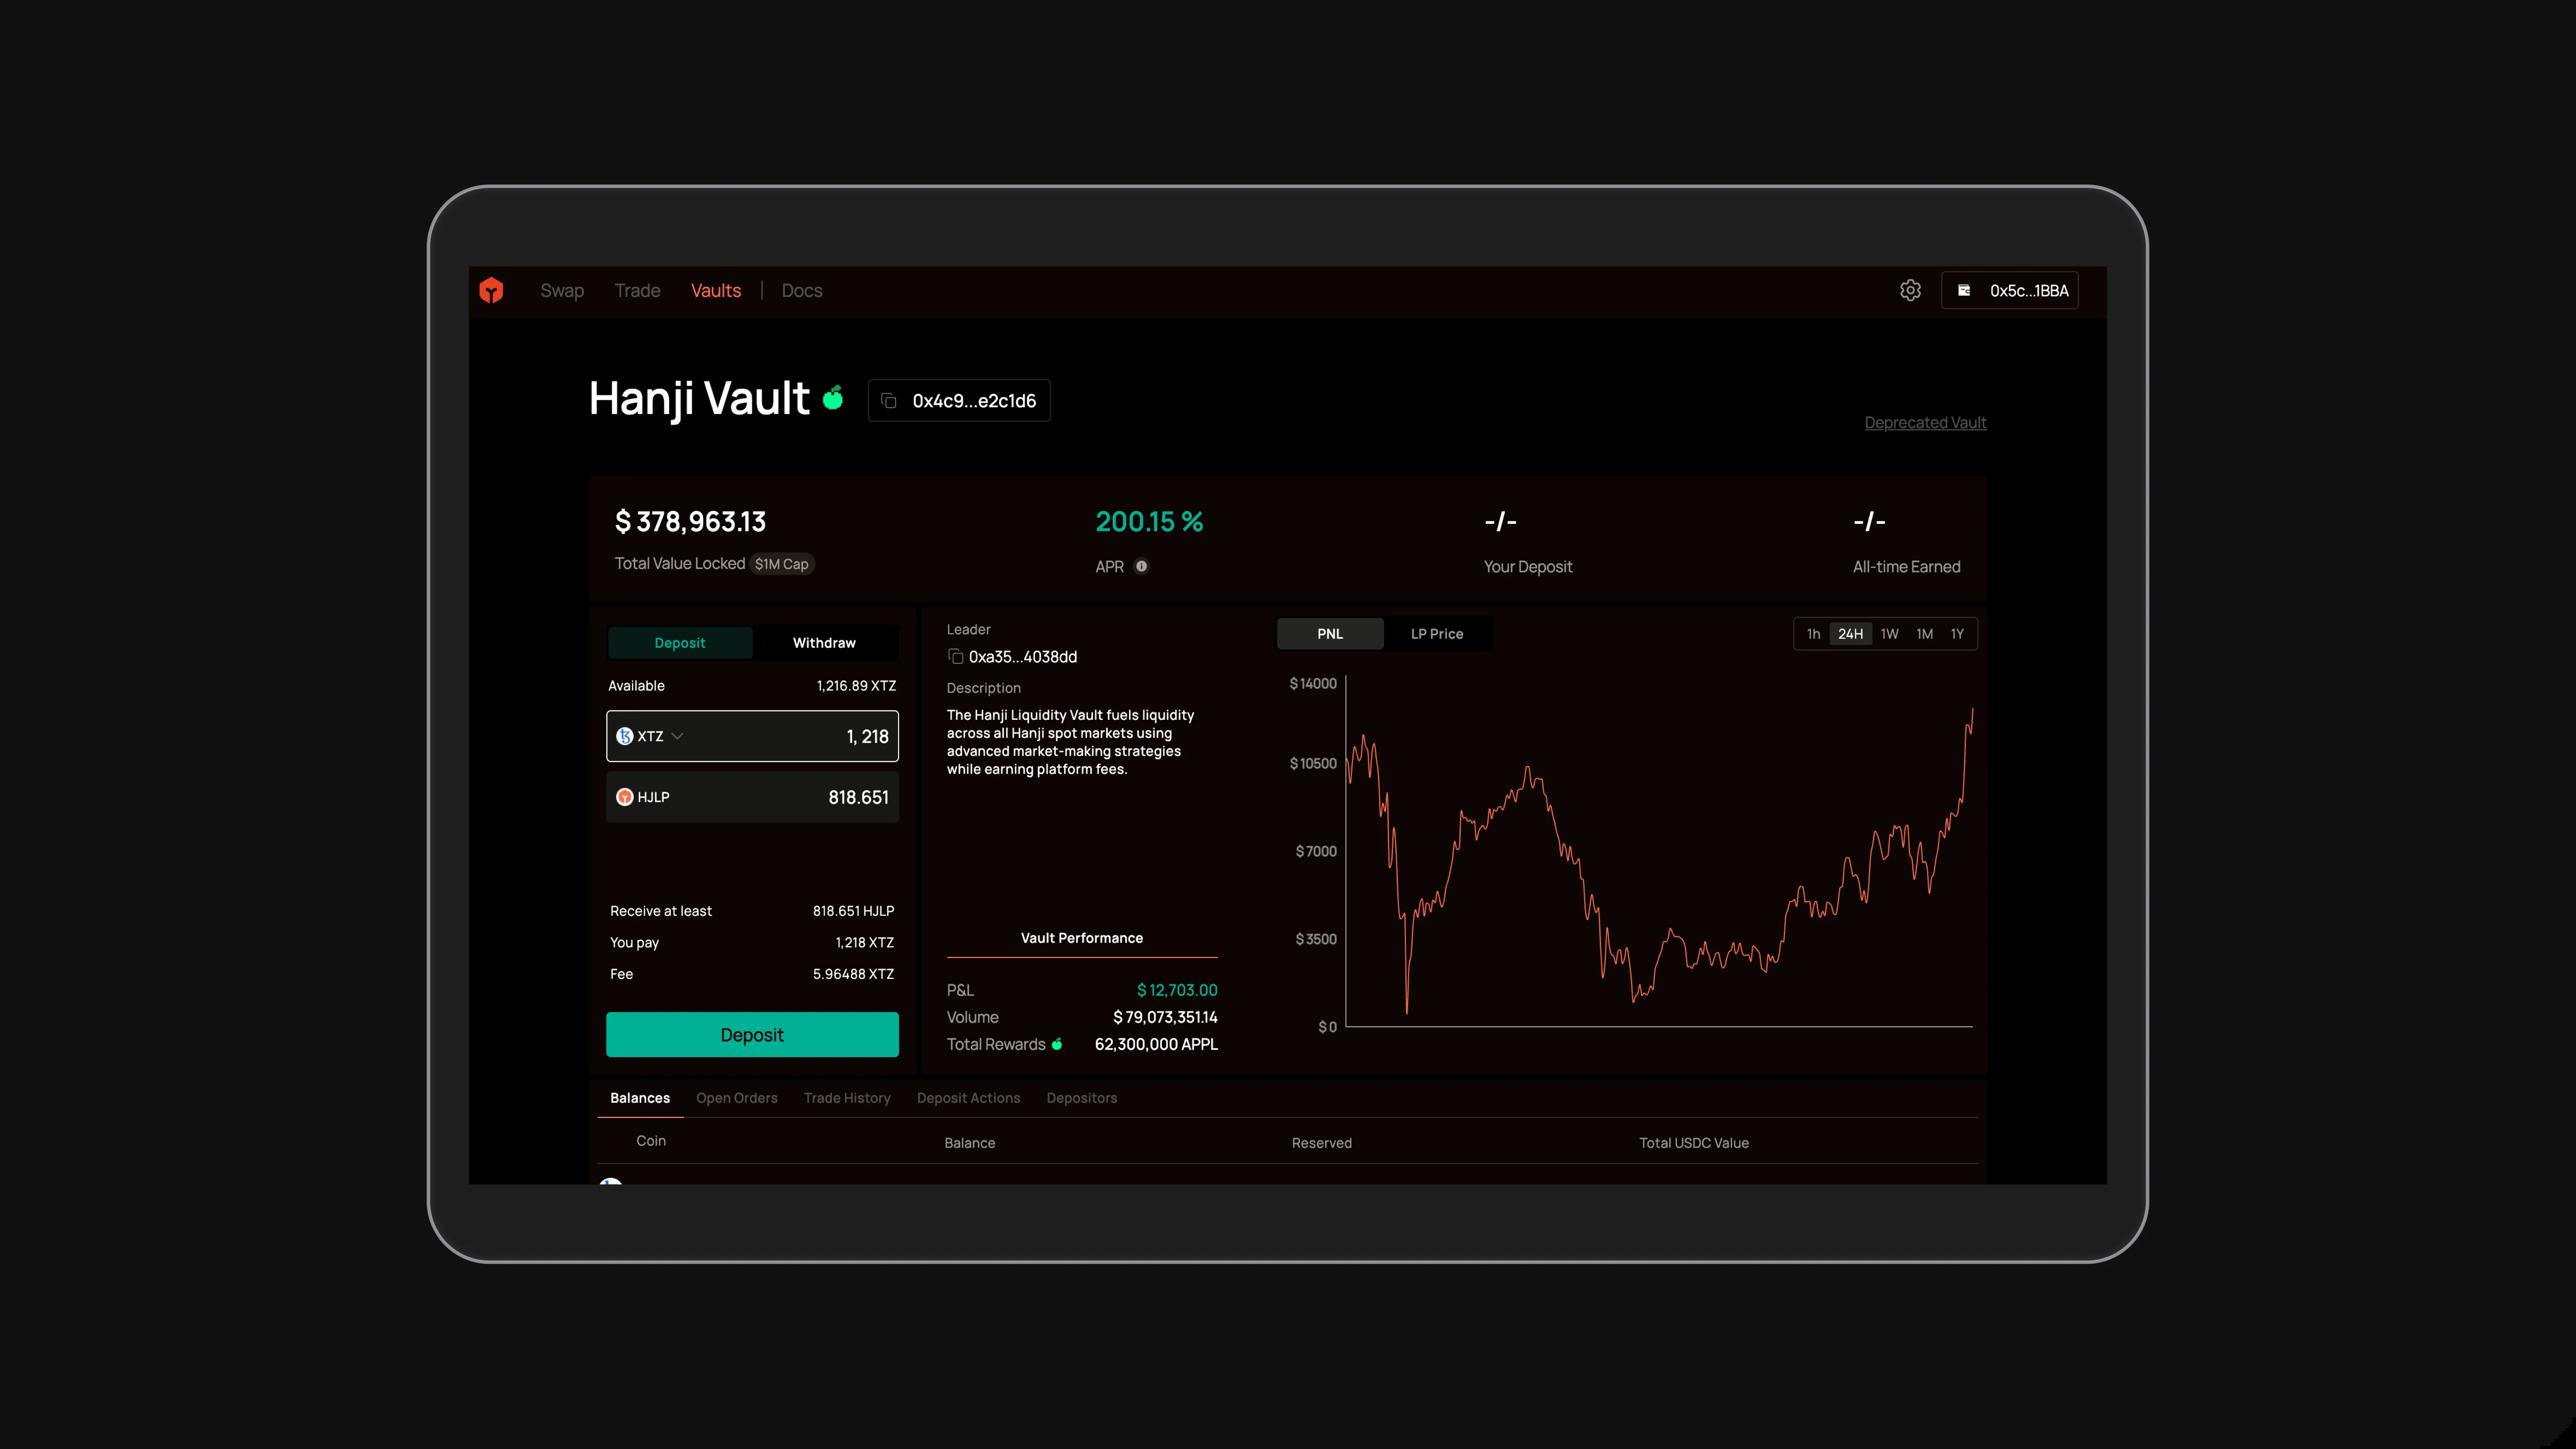 Swap Trade Vaults | Docs 0x5c...1BBA
Hanji Vault 0x4c9...e2c1d6
Deprecated Vault
$ 378,963.13 200.15 % -/- -/-
Total Value Locked $1M Cap APR Your Deposit All-time Earned
Deposit Withdraw
Available 1,216.89 XTZ
XTZ 1, 218
HJLP 818.651
Receive at least 818.651 HJLP
You pay 1,218 XTZ
Fee 5.96488 XTZ
Deposit
Leader
0xa35...4038dd
Description
The Hanji Liquidity Vault fuels liquidity
across all Hanji spot markets using
advanced market-making strategies
while earning platform fees.
Vault Performance
P&L $ 12,703.00
Volume $ 79,073,351.14
Total Rewards 62,300,000 APPL
PNL LP Price 1h 24H 1W 1M 1Y
$ 14000
$ 10500
$ 7000
$ 3500
$ 0
Balances Open Orders Trade History Deposit Actions Depositors
Coin Balance Reserved Total USDC Value